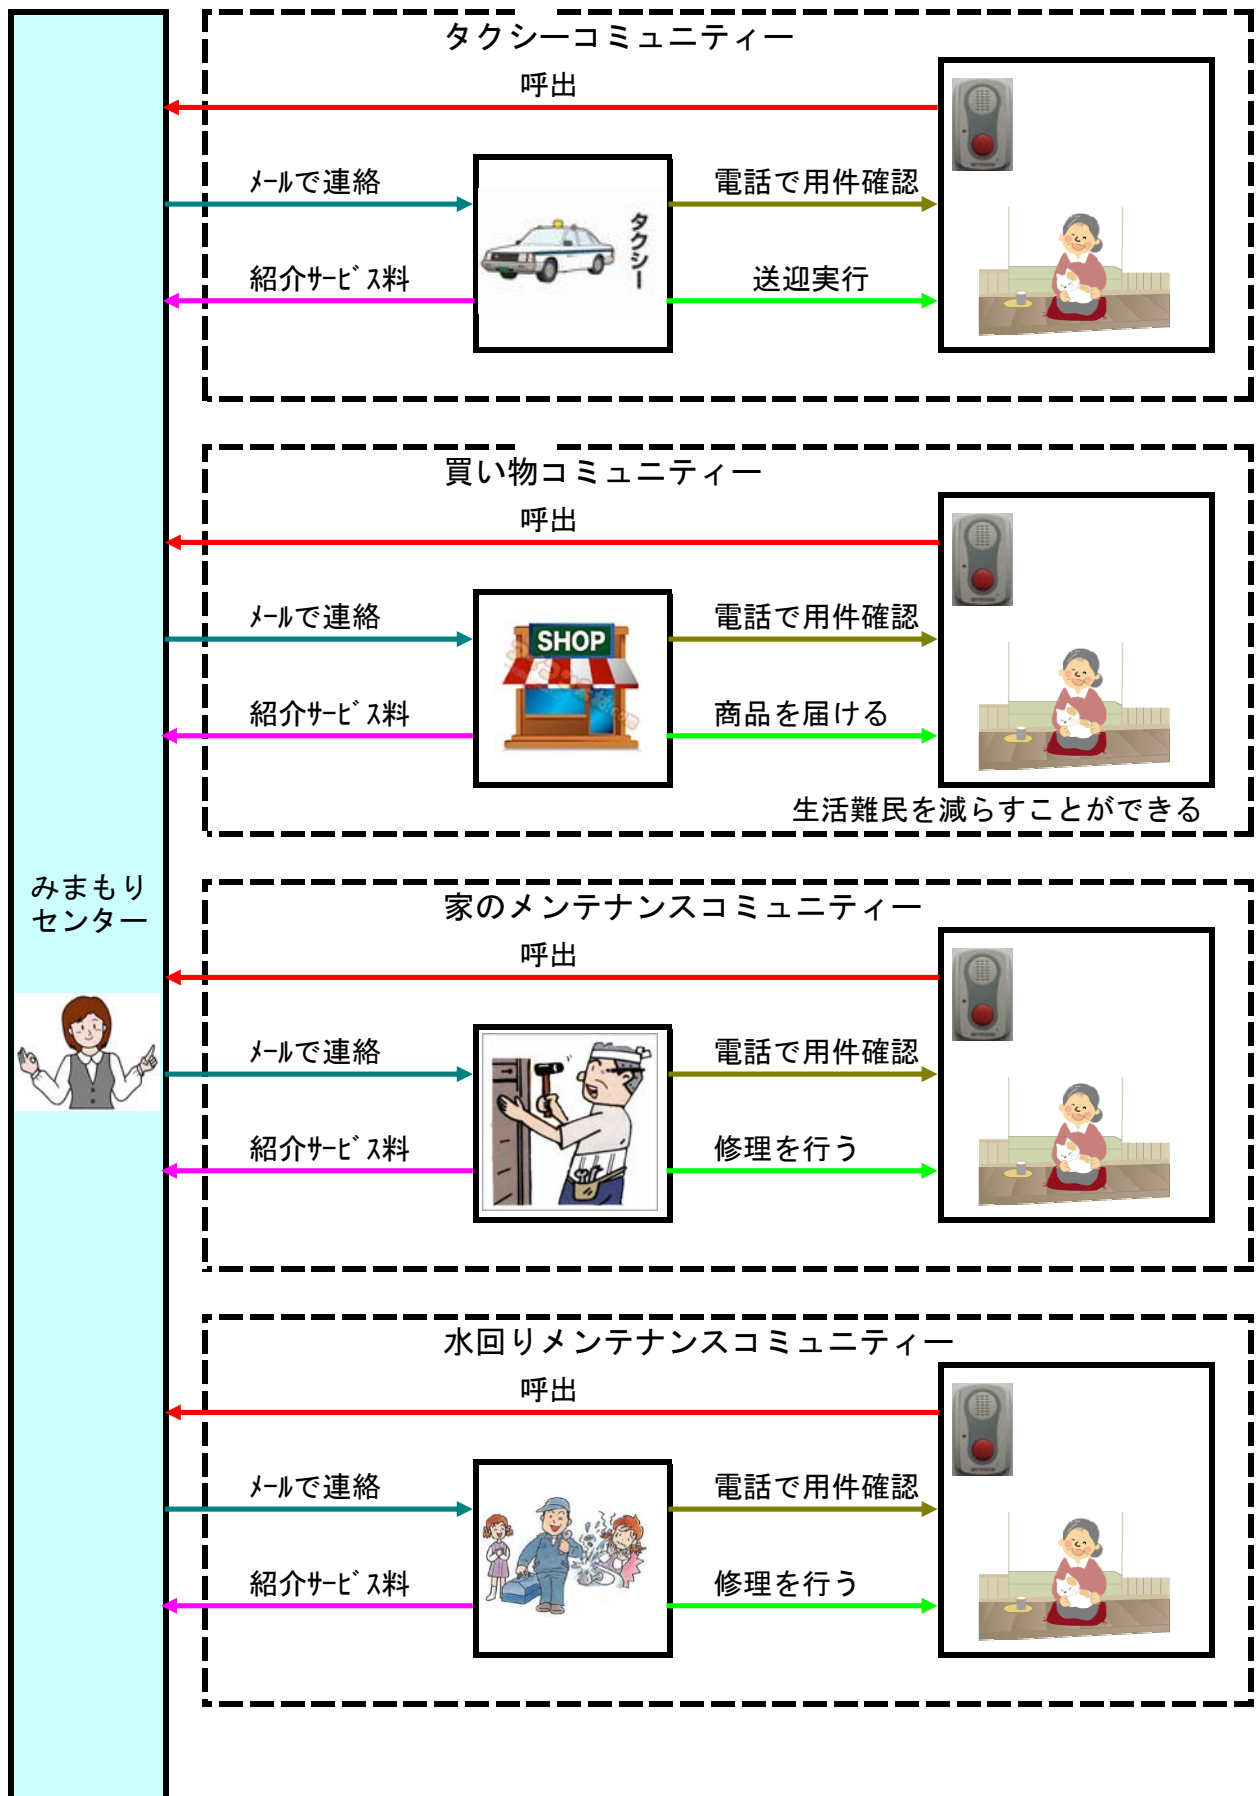 タクシーコミュニティー
呼出
ﾒｰﾙで連絡
電話で用件確認
タクシー
紹介ｻｰﾋﾞｽ料
送迎実行
買い物コミュニティー
呼出
ﾒｰﾙで連絡
電話で用件確認
SHOP
紹介ｻｰﾋﾞｽ料
商品を届ける
生活難民を減らすことができる
みまもり
センター
家のメンテナンスコミュニティー
呼出
ﾒｰﾙで連絡
電話で用件確認
紹介ｻｰﾋﾞｽ料
修理を行う
水回りメンテナンスコミュニティー
呼出
ﾒｰﾙで連絡
電話で用件確認
紹介ｻｰﾋﾞｽ料
修理を行う